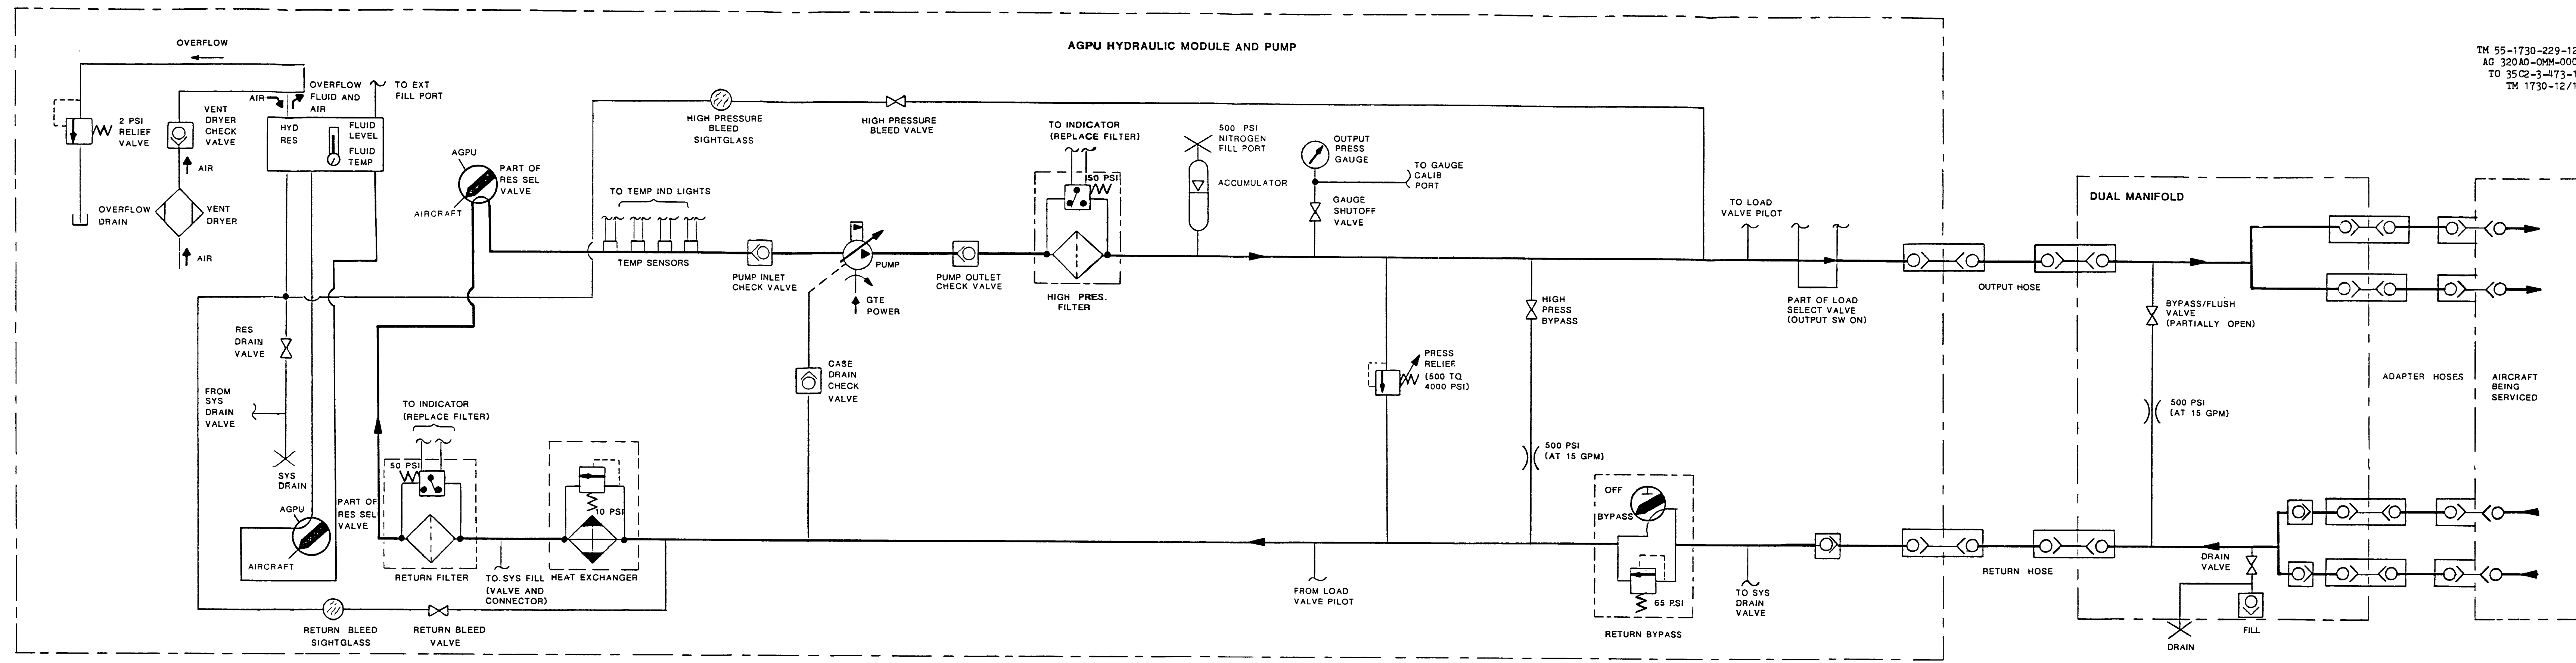 AGPU HYDRAULIC MODULE AND PUMP
TM 55-1730-229-12
AG 320A0-OMM-000
TO 35C2-3-473-1
TM 1730-12/1
OVERFLOW
AIR
OVERFLOW
FLUID AND
AIR
TO EXT
FILL PORT
2 PSI
RELIEF
VALVE
VENT
DRYER
CHECK
VALVE
HYD
RES
FLUID
LEVEL
FLUID
TEMP
AIR
OVERFLOW
DRAIN
VENT
DRYER
AIR
AGPU
PART OF
RES SEL
VALVE
AIRCRAFT
HIGH PRESSURE
BLEED
SIGHTGLASS
HIGH PRESSURE
BLEED VALVE
TO TEMP IND LIGHTS
TEMP SENSORS
PUMP INLET
CHECK VALVE
PUMP
GTE
POWER
PUMP OUTLET
CHECK VALVE
TO INDICATOR
(REPLACE FILTER)
50 PSI
HIGH PRES.
FILTER
500 PSI
NITROGEN
FILL PORT
ACCUMULATOR
OUTPUT
PRESS
GAUGE
TO GAUGE
CALIB
PORT
GAUGE
SHUTOFF
VALVE
TO LOAD
VALVE PILOT
PART OF LOAD
SELECT VALVE
(OUTPUT SW ON)
OUTPUT HOSE
DUAL MANIFOLD
BYPASS/FLUSH
VALVE
(PARTIALLY OPEN)
500 PSI
(AT 15 GPM)
ADAPTER HOSES
AIRCRAFT
BEING
SERVICED
HIGH
PRESS
BYPASS
PRESS
RELIEF
(500 TO
4000 PSI)
500 PSI
(AT 15 GPM)
CASE
DRAIN
CHECK
VALVE
RES
DRAIN
VALVE
FROM
SYS
DRAIN
VALVE
SYS
DRAIN
PART OF
RES SEL
VALVE
AGPU
AIRCRAFT
TO INDICATOR
(REPLACE FILTER)
50 PSI
RETURN FILTER
TO SYS FILL
(VALVE AND
CONNECTOR)
10 PSI
HEAT EXCHANGER
RETURN BLEED
SIGHTGLASS
RETURN BLEED
VALVE
FROM LOAD
VALVE PILOT
OFF
BYPASS
65 PSI
RETURN BYPASS
TO SYS
DRAIN
VALVE
RETURN HOSE
DRAIN
VALVE
DRAIN
FILL